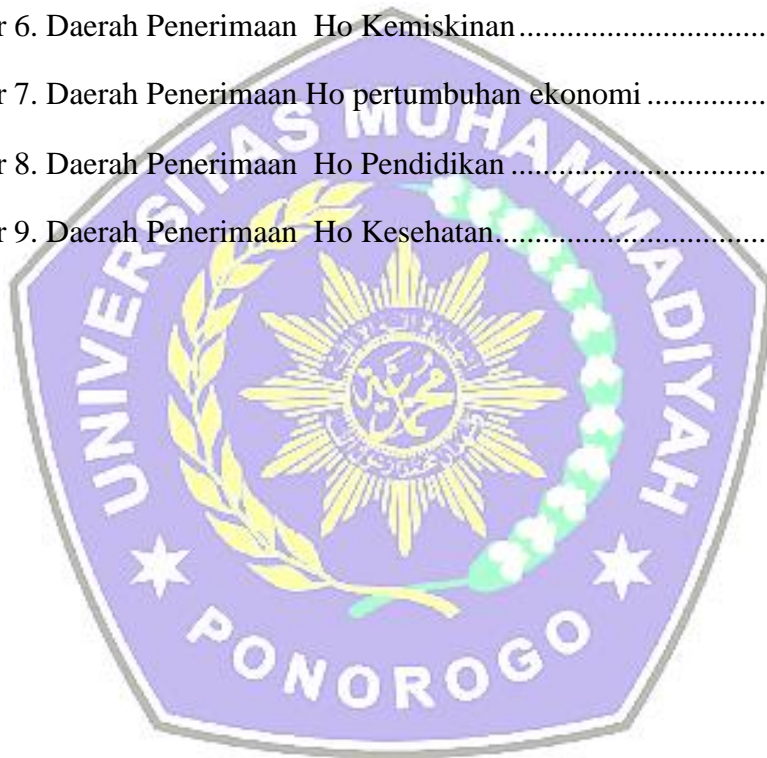 r 6. Daerah Penerimaan Ho Kemiskinan..............................
r 7. Daerah Penerimaan Ho pertumbuhan ekonomi..............
r 8. Daerah Penerimaan Ho Pendidikan...............................
r 9. Daerah Penerimaan Ho Kesehatan.................................
UNIVERSITAS MUHAMMADIYAH
PONOROGO